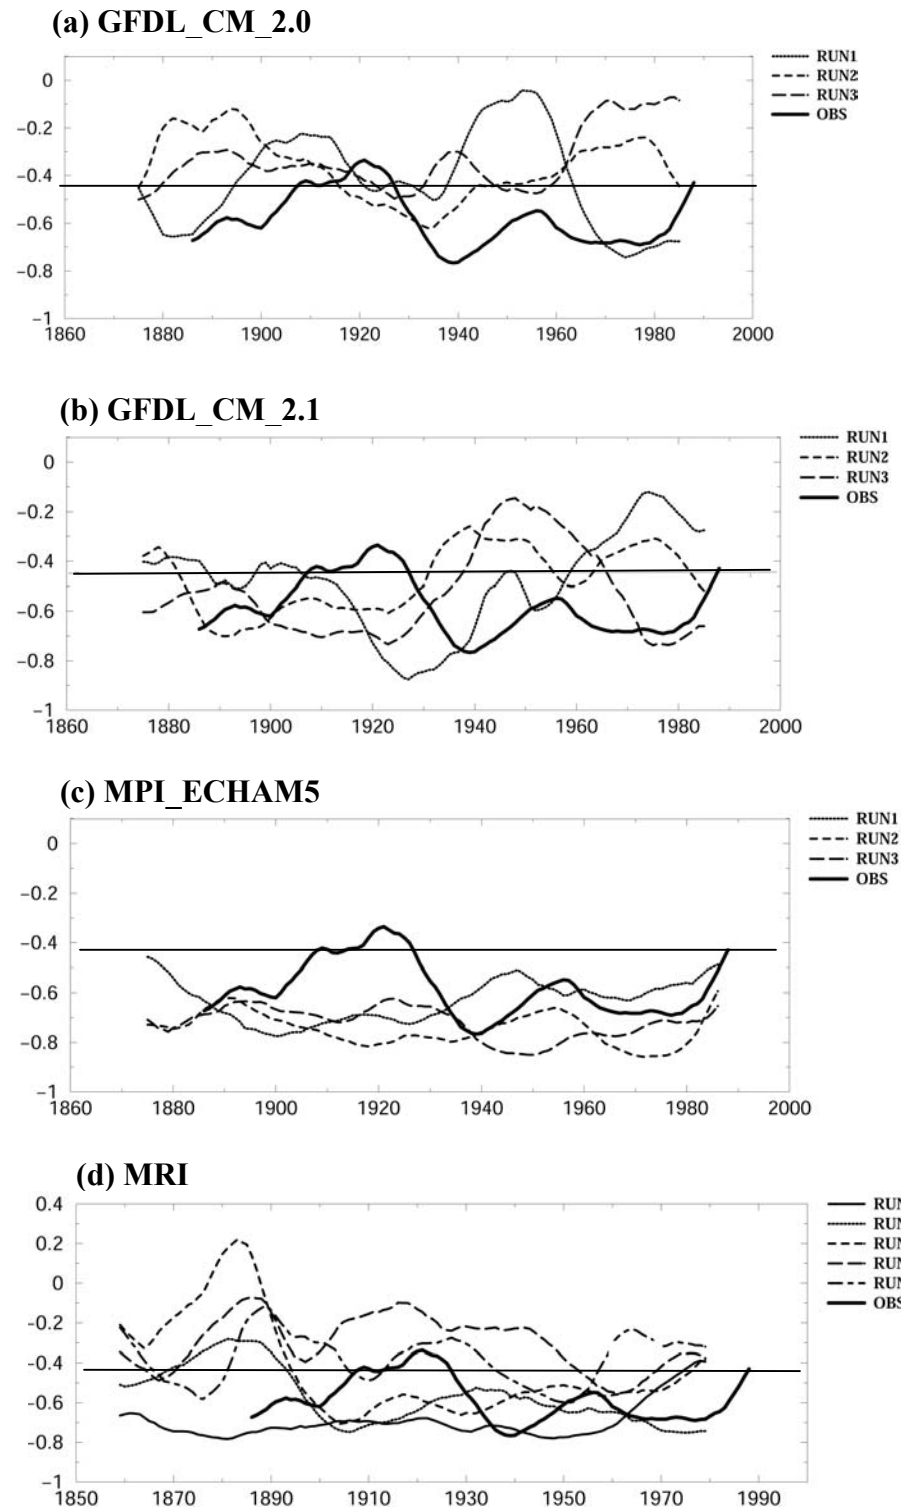 (a) GFDL_CM_2.0
RUN1
RUN2
RUN3
OBS
0
−0.2
−0.4
−0.6
−0.8
−1
1860 1880 1900 1920 1940 1960 1980 2000
(b) GFDL_CM_2.1
RUN1
RUN2
RUN3
OBS
0
−0.2
−0.4
−0.6
−0.8
−1
1860 1880 1900 1920 1940 1960 1980 2000
(c) MPI_ECHAM5
RUN1
RUN2
RUN3
OBS
0
−0.2
−0.4
−0.6
−0.8
−1
1860 1880 1900 1920 1940 1960 1980 2000
(d) MRI
RUN
RUN
RUN
RUN
RUN
OBS
0.4
0.2
0
−0.2
−0.4
−0.6
−0.8
−1
1850 1870 1890 1910 1930 1950 1970 1990